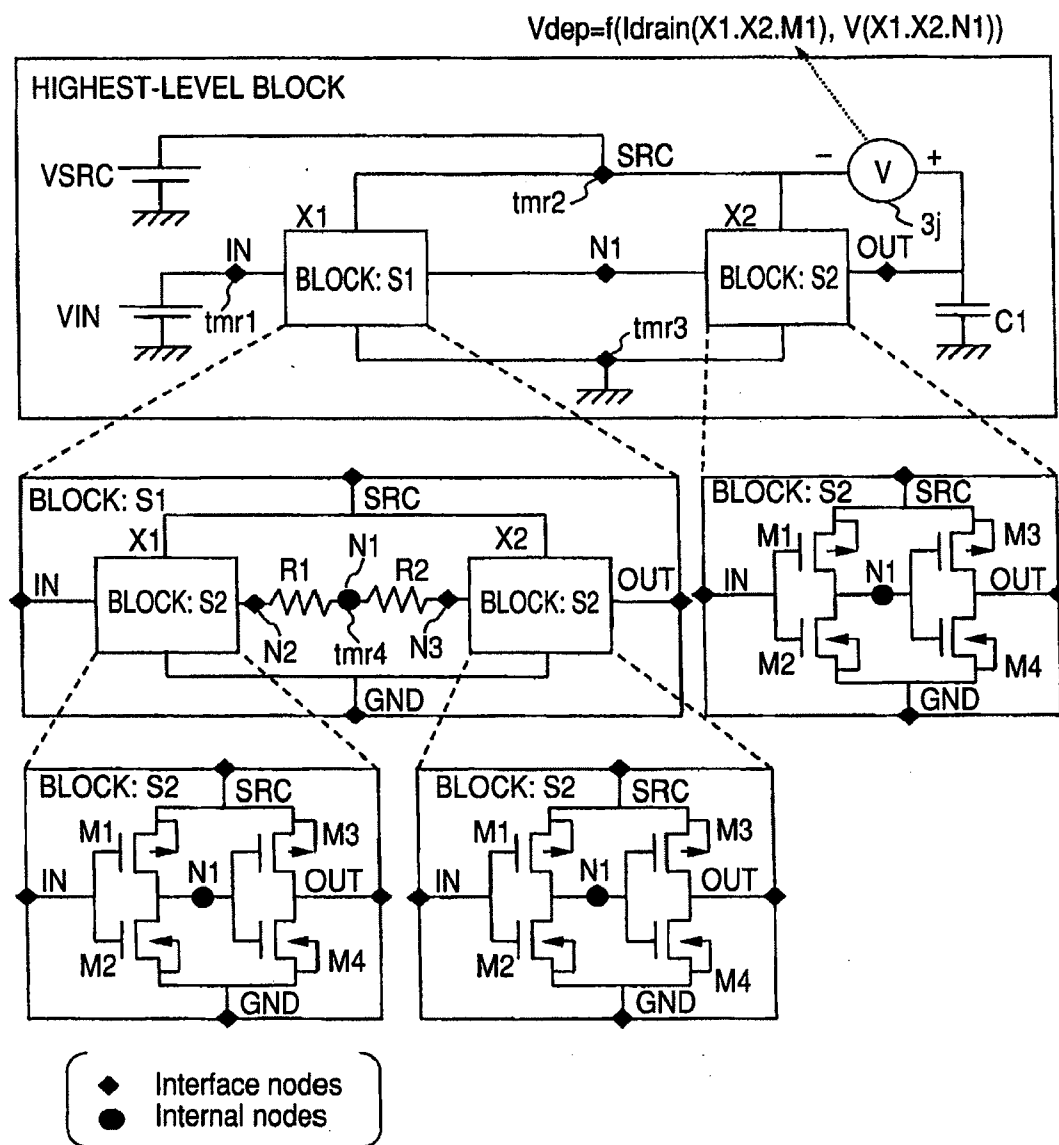 Vdep=f(Idrain(X1.X2.M1), V(X1.X2.N1))
HIGHEST-LEVEL BLOCK
VSRC
SRC
tmr2
− V +
3j
X1
X2
IN
N1
OUT
BLOCK: S1
BLOCK: S2
VIN
tmr1
tmr3
C1
BLOCK: S1
SRC
X1
N1
X2
IN
R1
R2
OUT
BLOCK: S2
BLOCK: S2
N2
tmr4
N3
GND
BLOCK: S2
SRC
M1
M3
IN
N1
OUT
M2
M4
GND
BLOCK: S2
SRC
M1
M3
IN
N1
OUT
M2
M4
GND
BLOCK: S2
SRC
M1
M3
IN
N1
OUT
M2
M4
GND
Interface nodes
Internal nodes